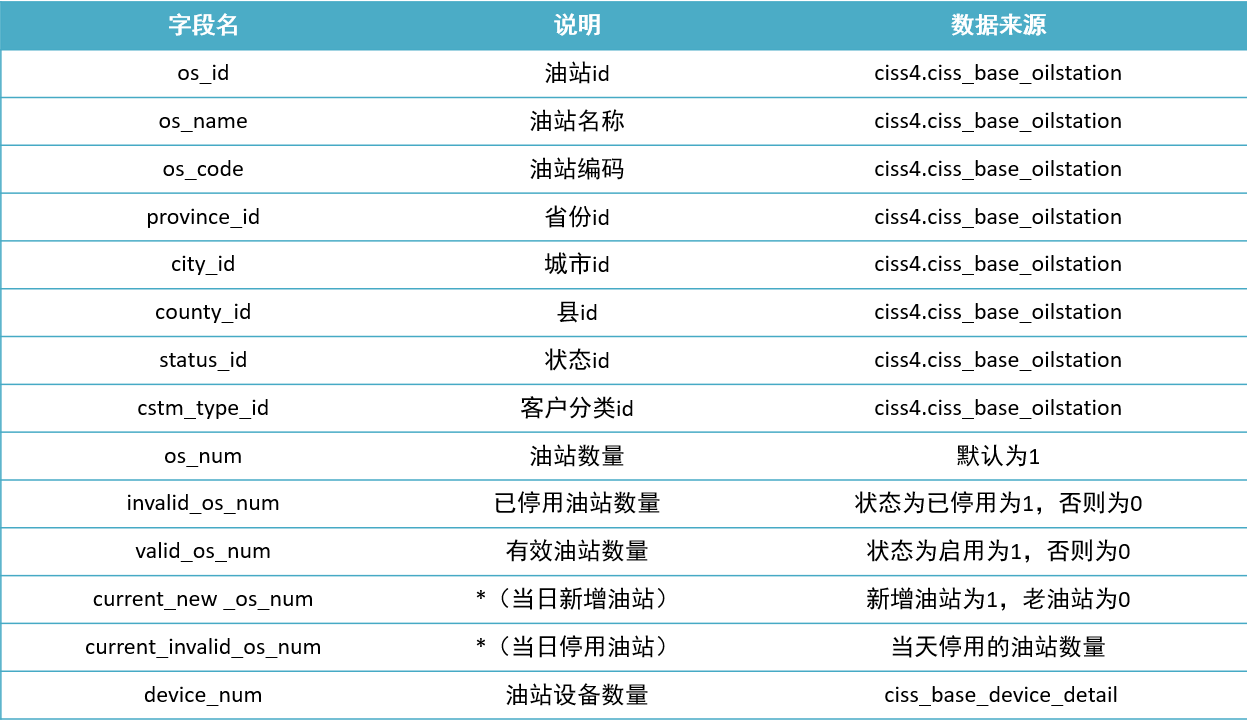 字段名 说明 数据来源
os_id 油站id ciss4.ciss_base_oilstation
os_name 油站名称 ciss4.ciss_base_oilstation
os_code 油站编码 ciss4.ciss_base_oilstation
province_id 省份id ciss4.ciss_base_oilstation
city_id 城市id ciss4.ciss_base_oilstation
county_id 县id ciss4.ciss_base_oilstation
status_id 状态id ciss4.ciss_base_oilstation
cstm_type_id 客户分类id ciss4.ciss_base_oilstation
os_num 油站数量 默认为1
invalid_os_num 已停用油站数量 状态为已停用为1，否则为0
valid_os_num 有效油站数量 状态为启用为1，否则为0
current_new _os_num *（当日新增油站） 新增油站为1，老油站为0
current_invalid_os_num *（当日停用油站） 当天停用的油站数量
device_num 油站设备数量 ciss_base_device_detail